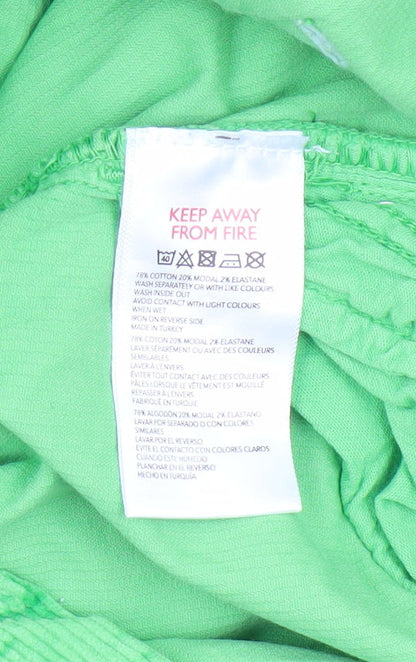 KEEP AWAY
FROM FIRE
40
78% COTTON 20% MODAL 2% ELASTANE
WASH SEPARATELY OR WITH LIKE COLOURS
WASH INSIDE OUT
AVOID CONTACT WITH LIGHT COLOURS
WHEN WET
IRON ON REVERSE SIDE
MADE IN TURKEY
78% COTON 20% MODAL 2% ELASTANE
LAVER SÉPARÉMENT OU AVEC DES COULEURS
SEMBLABLES
LAVER À L'ENVERS
ÉVITER TOUT CONTACT AVEC DES COULEURS
PÂLES LORSQUE LE VÊTEMENT EST MOUILLÉ
REPASSER À L'ENVERS
FABRIQUÉ EN TURQUIE
78% ALGODÓN 20% MODAL 2% ELASTANO
LAVAR POR SEPARADO O CON COLORES
SIMILARES
LAVAR POR EL REVERSO
EVITE EL CONTACTO CON COLORES CLAROS
CUANDO ESTÉ HÚMEDO
PLANCHAR EN EL REVERSO
HECHO EN TURQUÍA